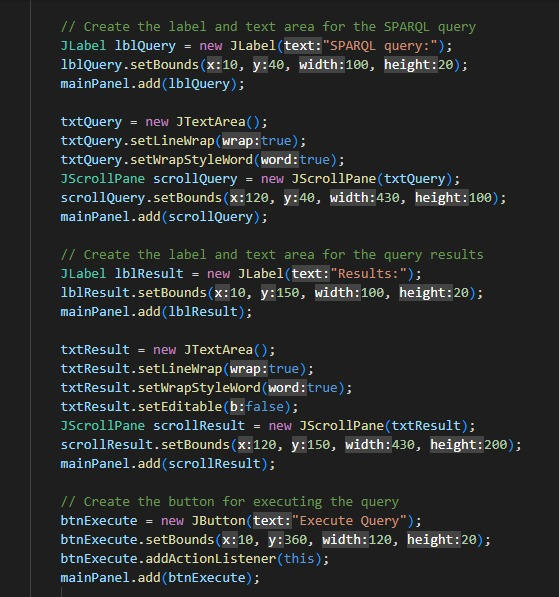 // Create the label and text area for the SPARQL query
JLabel lblQuery = new JLabel(text:"SPARQL query:");
lblQuery.setBounds(x:10, y:40, width:100, height:20);
mainPanel.add(lblQuery);
txtQuery = new JTextArea();
txtQuery.setLineWrap(wrap:true);
txtQuery.setWrapStyleWord(word:true);
JScrollPane scrollQuery = new JScrollPane(txtQuery);
scrollQuery.setBounds(x:120, y:40, width:430, height:100);
mainPanel.add(scrollQuery);
// Create the label and text area for the query results
JLabel lblResult = new JLabel(text:"Results:");
lblResult.setBounds(x:10, y:150, width:100, height:20);
mainPanel.add(lblResult);
txtResult = new JTextArea();
txtResult.setLineWrap(wrap:true);
txtResult.setWrapStyleWord(word:true);
txtResult.setEditable(b:false);
JScrollPane scrollResult = new JScrollPane(txtResult);
scrollResult.setBounds(x:120, y:150, width:430, height:200);
mainPanel.add(scrollResult);
// Create the button for executing the query
btnExecute = new JButton(text:"Execute Query");
btnExecute.setBounds(x:10, y:360, width:120, height:20);
btnExecute.addActionListener(this);
mainPanel.add(btnExecute);